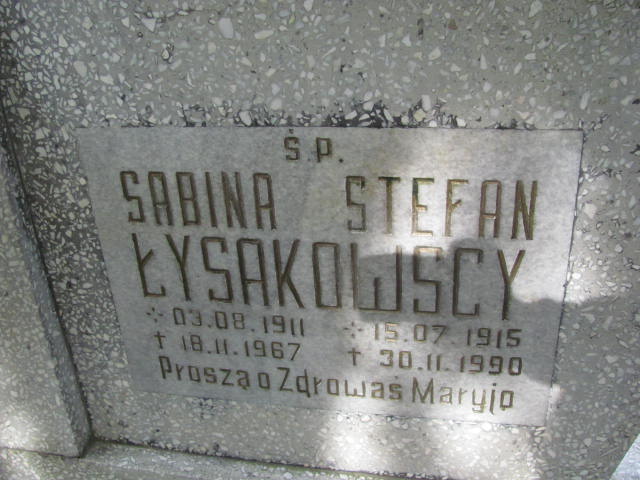 Ś.P.
SABINA STEFAN
ŁYSAKOWSCY
03.08.1911 15.07.1915
† 18.11.1967 † 30.11.1990
Proszą o Zdrowaś Maryjo